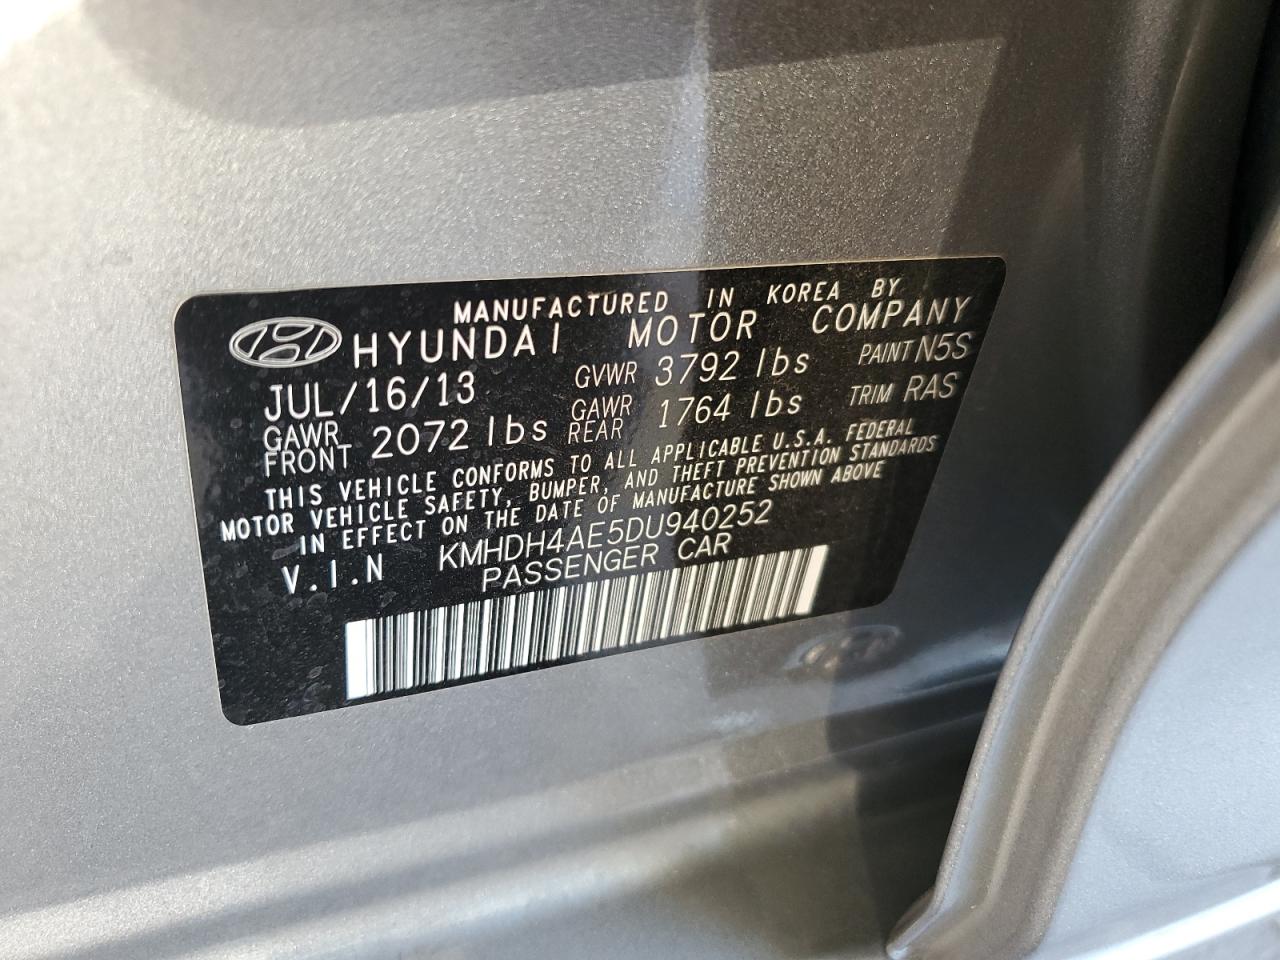 MANUFACTURED IN KOREA BY
HYUNDAI MOTOR COMPANY
JUL/16/13 GVWR 3792 lbs PAINT N5S
GAWR FRONT 2072 lbs GAWR REAR 1764 lbs TRIM RAS
THIS VEHICLE CONFORMS TO ALL APPLICABLE U.S.A. FEDERAL
MOTOR VEHICLE SAFETY, BUMPER, AND THEFT PREVENTION STANDARDS
IN EFFECT ON THE DATE OF MANUFACTURE SHOWN ABOVE
V.I.N KMHDH4AE5DU940252
PASSENGER CAR